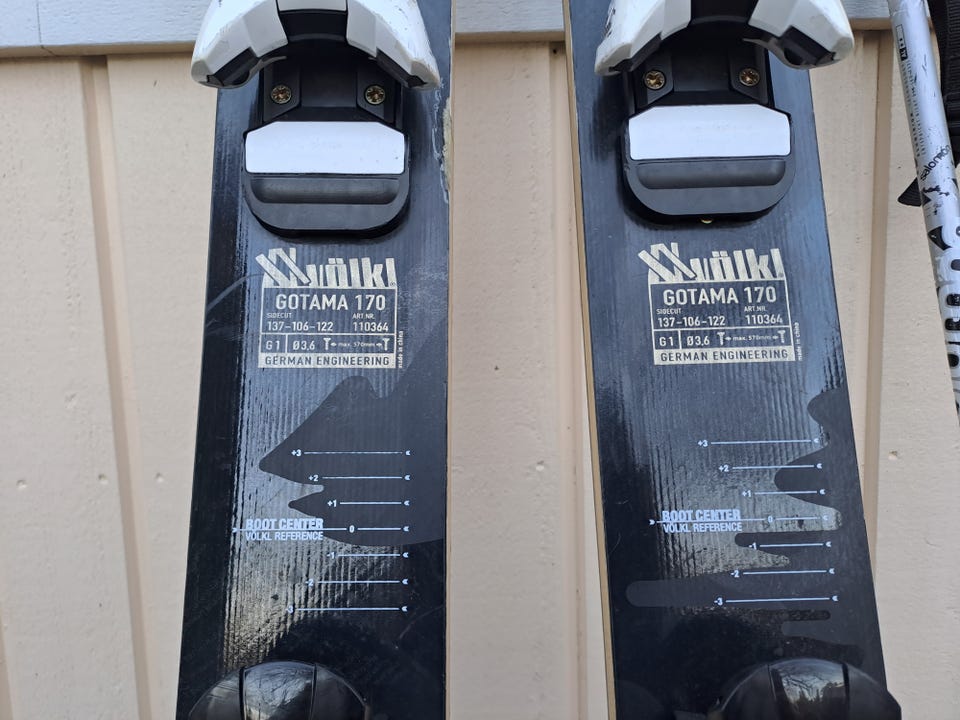 völkl
GOTAMA 170
SIDECUT ART.NR.
137-106-122 110364
G1 Ø3,6 max. 570mm
GERMAN ENGINEERING
made in china
+3
+2
+1
BOOT CENTER 0
VÖLKL REFERENCE
-1
-2
-3
völkl
GOTAMA 170
SIDECUT ART.NR.
137-106-122 110364
G1 Ø3,6 max. 570mm
GERMAN ENGINEERING
made in china
+3
+2
+1
BOOT CENTER 0
VÖLKL REFERENCE
-1
-2
-3
salomon